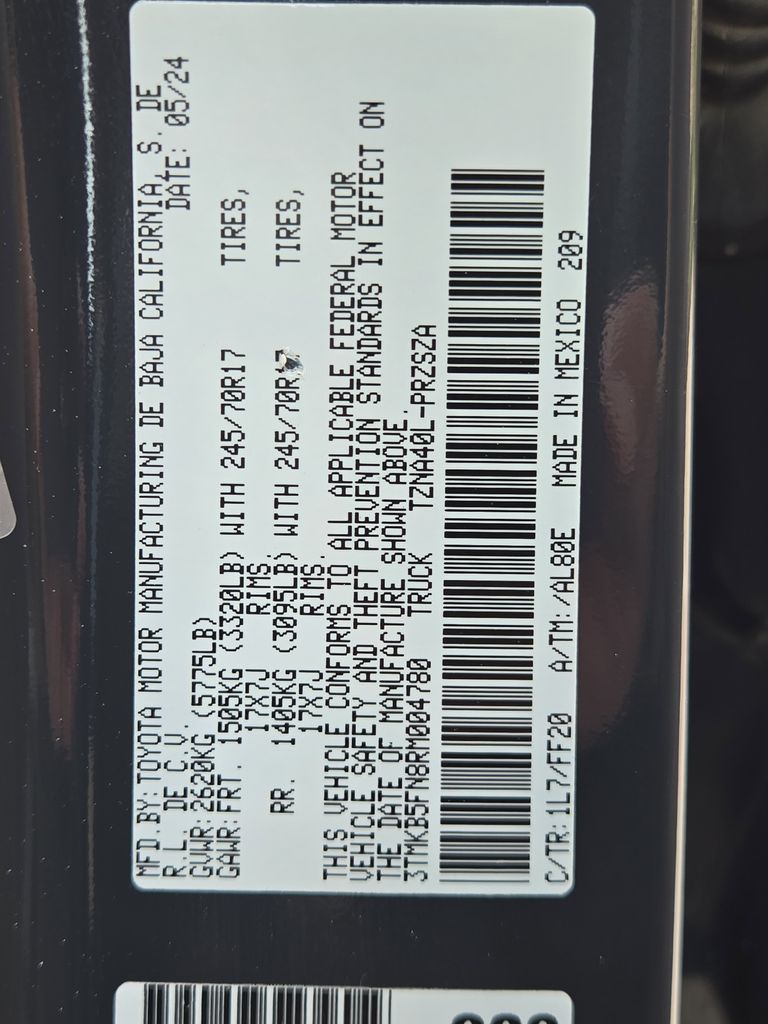 MFD.BY:TOYOTA MOTOR MANUFACTURING DE BAJA CALIFORNIA,S. DE
R.L. DE C.V. DATE: 05/24
GVWR:2620KG (5775LB)
GAWR:FRT. 1505KG (3320LB) WITH 245/70R17 TIRES,
17X7J RIMS.
RR. 1405KG (3095LB) WITH 245/70R17 TIRES,
17X7J RIMS.
THIS VEHICLE CONFORMS TO ALL APPLICABLE FEDERAL MOTOR
VEHICLE SAFETY AND THEFT PREVENTION STANDARDS IN EFFECT ON
THE DATE OF MANUFACTURE SHOWN ABOVE.
3TMKB5FN8RM004780 TRUCK TZNA40L-PRZSZA
C/TR:1L7/FF20 A/TM:/AL80E MADE IN MEXICO 209